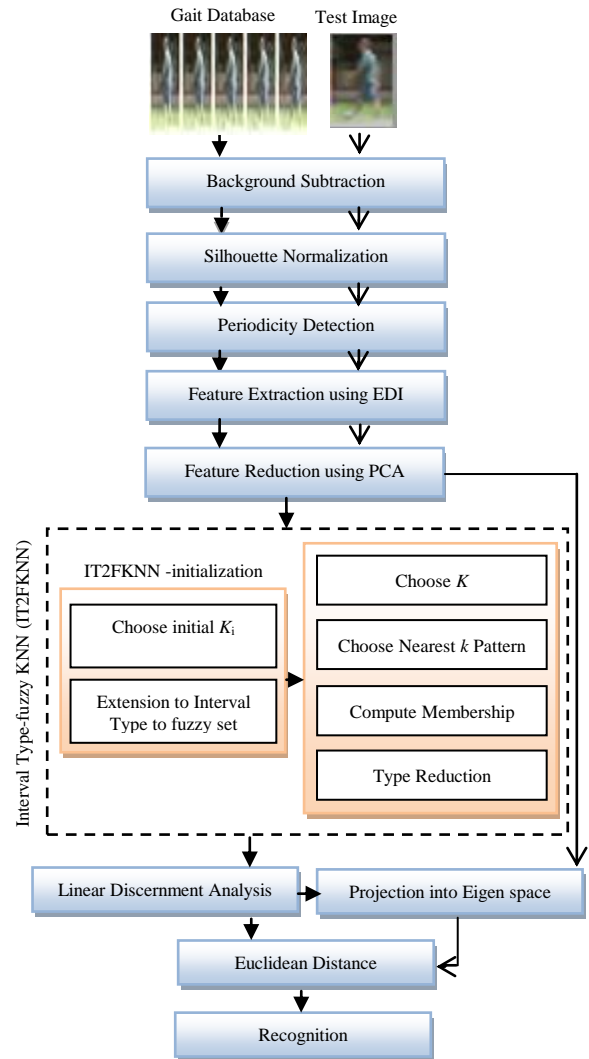 Gait Database
Test Image
Background Subtraction
Silhouette Normalization
Periodicity Detection
Feature Extraction using EDI
Feature Reduction using PCA
Interval Type-fuzzy KNN (IT2FKNN)
IT2FKNN -initialization
Choose initial Ki
Extension to Interval
Type to fuzzy set
Choose K
Choose Nearest k Pattern
Compute Membership
Type Reduction
Linear Discernment Analysis
Projection into Eigen space
Euclidean Distance
Recognition